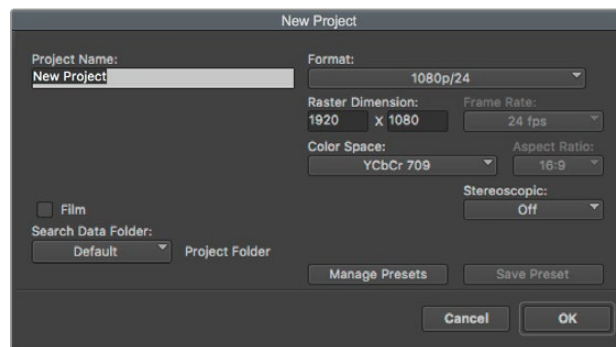 New Project
Project Name:
New Project
Format:
1080p/24
Raster Dimension:
1920 x 1080
Frame Rate:
24 fps
Color Space:
YCbCr 709
Aspect Ratio:
16:9
Stereoscopic:
Off
Film
Search Data Folder:
Default
Project Folder
Manage Presets
Save Preset
Cancel
OK